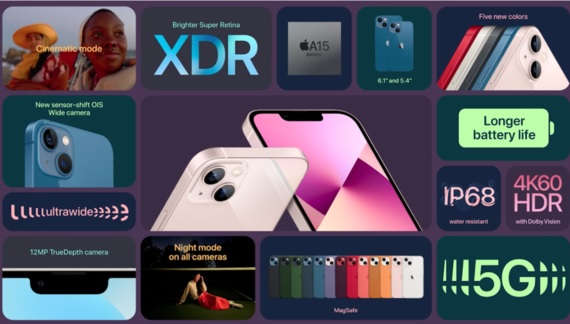 Cinematic mode
Brighter Super Retina
XDR
A15
6.1" and 5.4"
Five new colors
New sensor-shift OIS
Wide camera
Longer
battery life
ultrawide
IP68
water resistant
4K60
HDR
with Dolby Vision
12MP TrueDepth camera
Night mode
on all cameras
MagSafe
5G